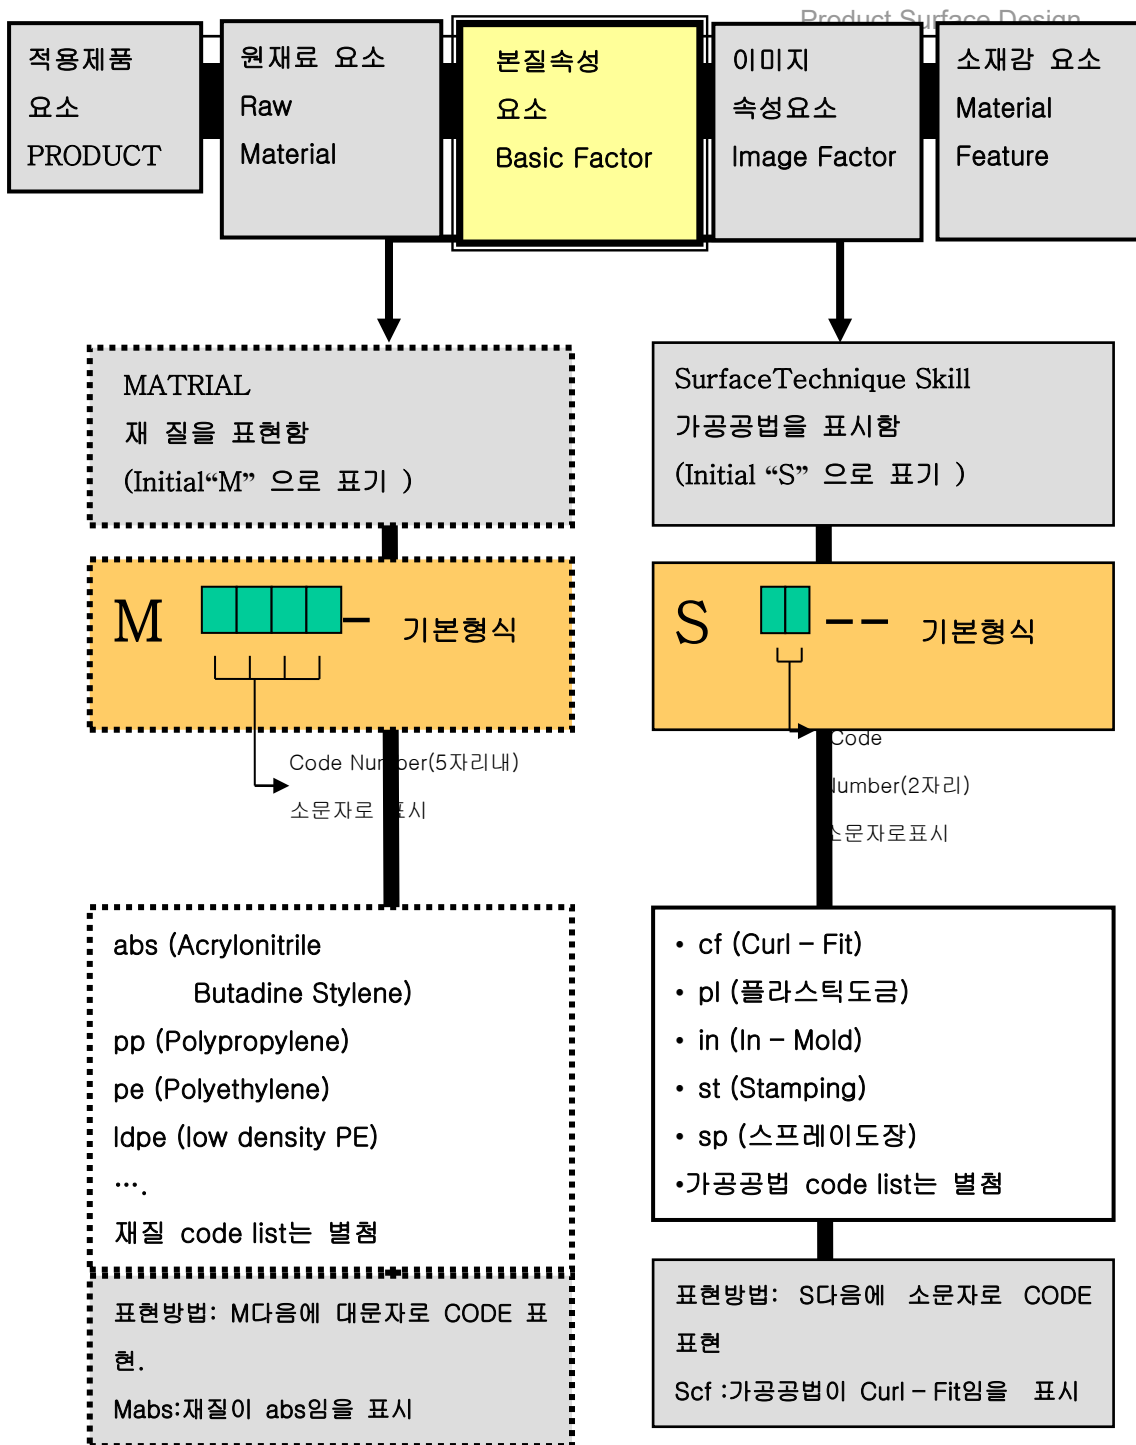 Product Surface Design
적용제품
요소
PRODUCT
원재료 요소
Raw
Material
본질속성
요소
Basic Factor
이미지
속성요소
Image Factor
소재감 요소
Material
Feature
MATRIAL
재 질을 표현함
(Initial“M” 으로 표기 )
M
기본형식
Code Number(5자리내)
소문자로 표시
abs (Acrylonitrile
Butadine Stylene)
pp (Polypropylene)
pe (Polyethylene)
ldpe (low density PE)
….
재질 code list는 별첨
표현방법: M다음에 대문자로 CODE 표
현.
Mabs:재질이 abs임을 표시
SurfaceTechnique Skill
가공공법을 표시함
(Initial “S” 으로 표기 )
S
기본형식
Code
Number(2자리)
소문자로표시
• cf (Curl – Fit)
• pl (플라스틱도금)
• in (In – Mold)
• st (Stamping)
• sp (스프레이도장)
•가공공법 code list는 별첨
표현방법: S다음에 소문자로 CODE
표현
Scf :가공공법이 Curl – Fit임을 표시